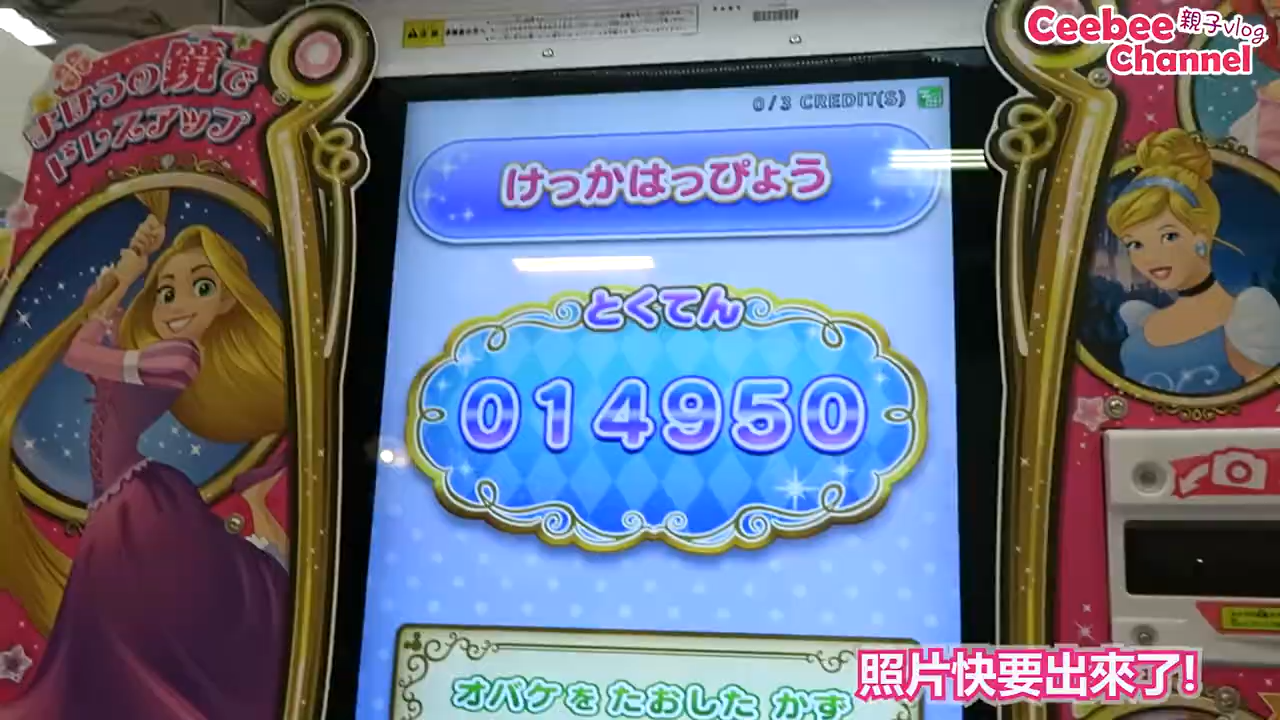 Ceebee 親子vlog
Channel
まほうの鏡で
ドレスアップ
0/3 CREDIT(S)
けっかはっぴょう
とくてん
014950
オバケを たおした かず
照片快要出來了!